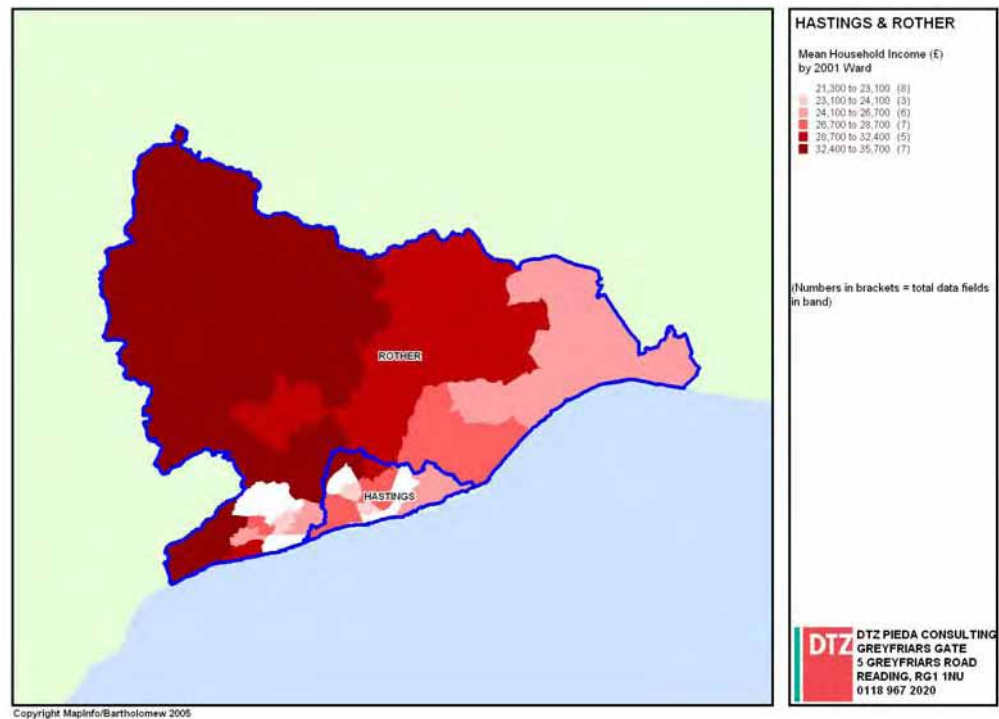 HASTINGS & ROTHER
Mean Household Income (£)
by 2001 Ward
21,300 to 23,100 (8)
23,100 to 24,100 (3)
24,100 to 26,700 (6)
26,700 to 28,700 (7)
28,700 to 32,400 (5)
32,400 to 35,700 (7)
(Numbers in brackets = total data fields
in band)
ROTHER
HASTINGS
DTZ
DTZ PIEDA CONSULTING
GREYFRIARS GATE
5 GREYFRIARS ROAD
READING, RG1 1NU
0118 967 2020
Copyright MapInfo/Bartholomew 2005